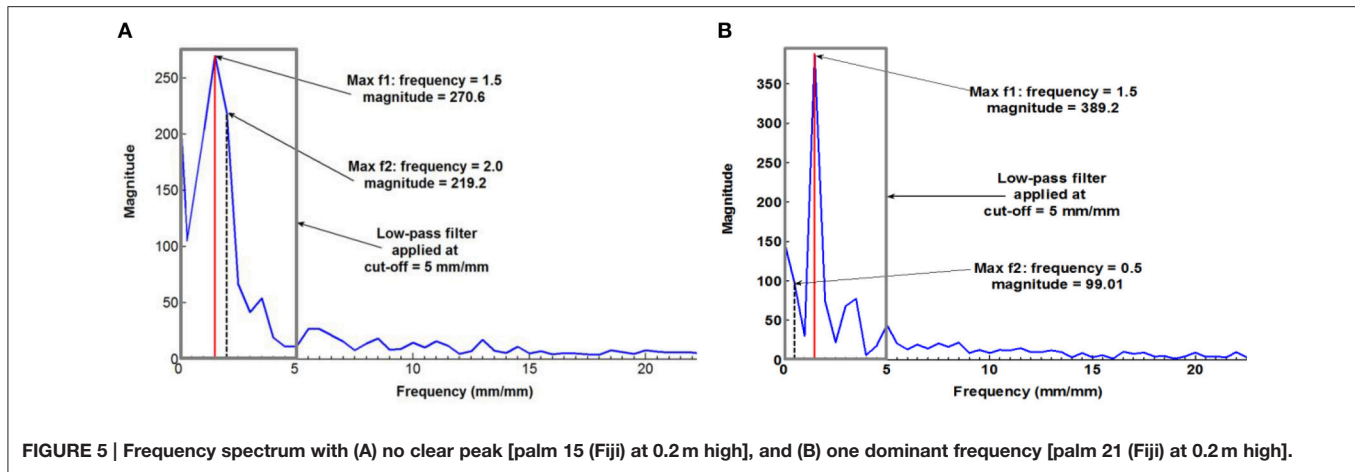 A
Magnitude
250
200
150
100
50
0
Max f1: frequency = 1.5
magnitude = 270.6
Max f2: frequency = 2.0
magnitude = 219.2
Low-pass filter
applied at
cut-off = 5 mm/mm
0
5
10
15
20
Frequency (mm/mm)
B
Magnitude
350
300
250
200
150
100
50
0
Max f1: frequency = 1.5
magnitude = 389.2
Low-pass filter
applied at
cut-off = 5 mm/mm
Max f2: frequency = 0.5
magnitude = 99.01
0
5
10
15
20
Frequency (mm/mm)
FIGURE 5 | Frequency spectrum with (A) no clear peak [palm 15 (Fiji) at 0.2 m high], and (B) one dominant frequency [palm 21 (Fiji) at 0.2 m high].